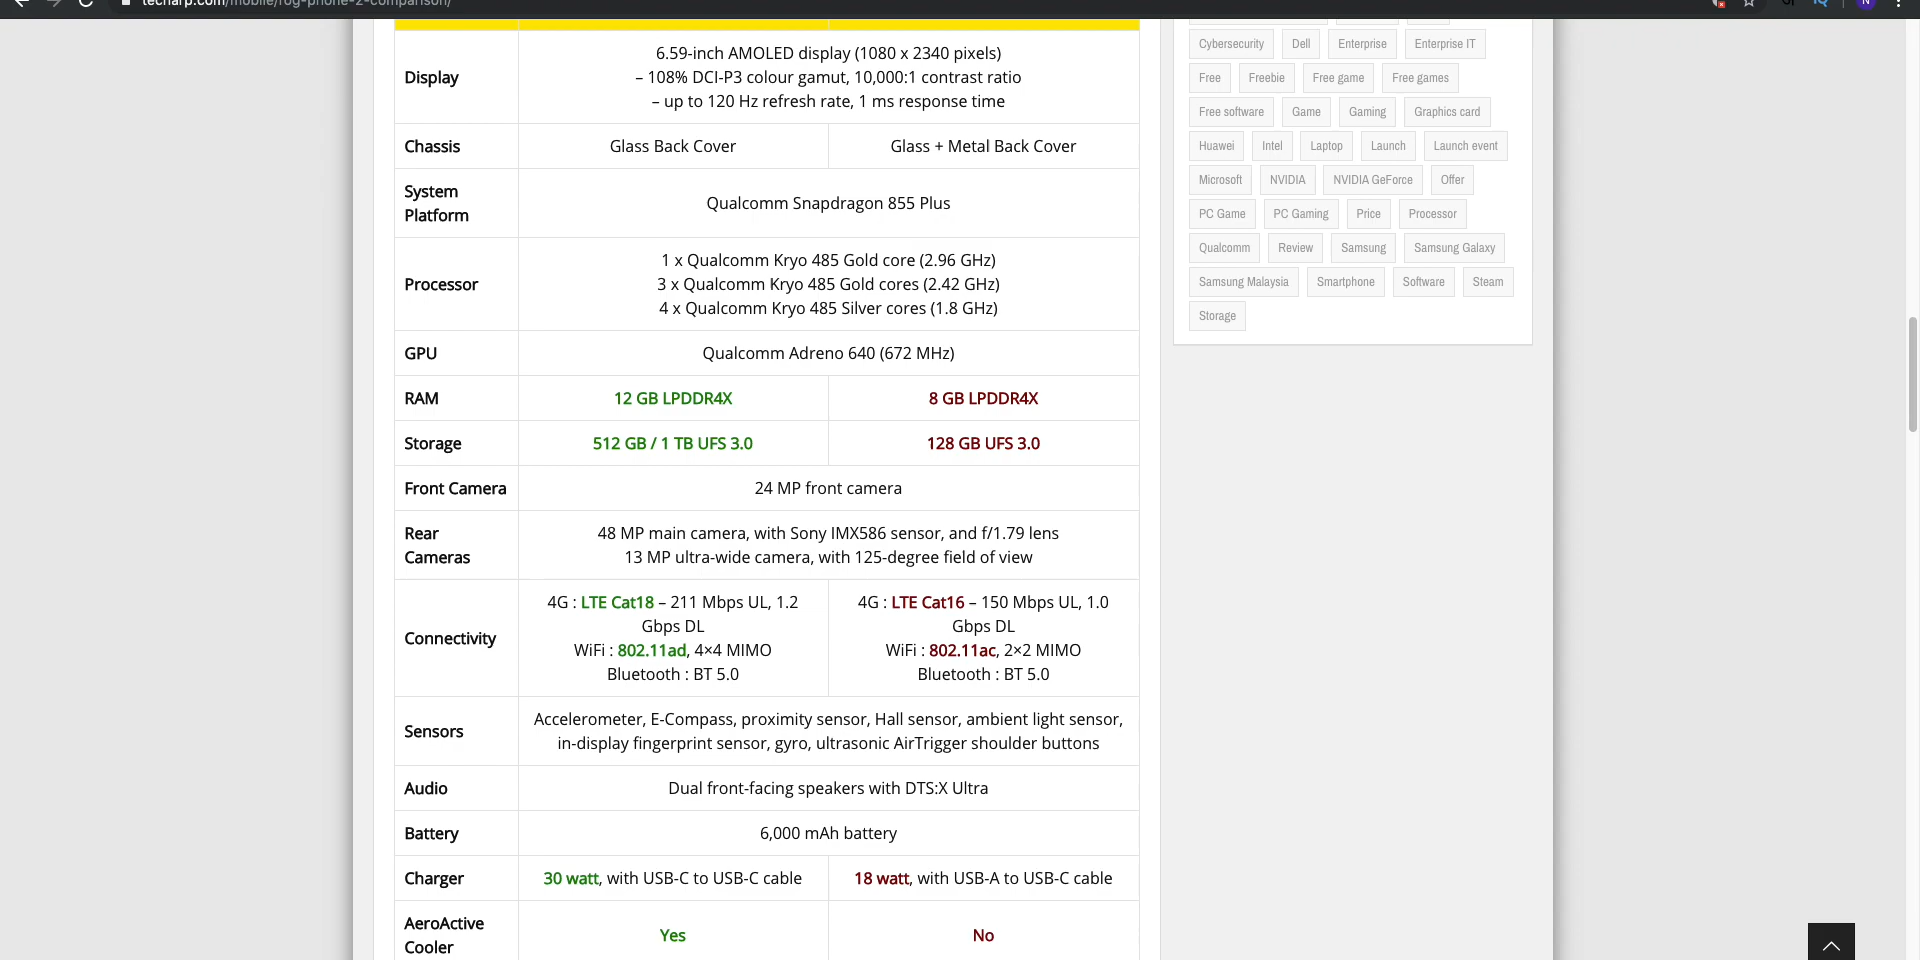 techarp.com/mobile/rog-phone-2-comparison/
N
Display
6.59-inch AMOLED display (1080 x 2340 pixels)
– 108% DCI-P3 colour gamut, 10,000:1 contrast ratio
– up to 120 Hz refresh rate, 1 ms response time
Chassis
Glass Back Cover
Glass + Metal Back Cover
System
Platform
Qualcomm Snapdragon 855 Plus
Processor
1 x Qualcomm Kryo 485 Gold core (2.96 GHz)
3 x Qualcomm Kryo 485 Gold cores (2.42 GHz)
4 x Qualcomm Kryo 485 Silver cores (1.8 GHz)
GPU
Qualcomm Adreno 640 (672 MHz)
RAM
12 GB LPDDR4X
8 GB LPDDR4X
Storage
512 GB / 1 TB UFS 3.0
128 GB UFS 3.0
Front Camera
24 MP front camera
Rear
Cameras
48 MP main camera, with Sony IMX586 sensor, and f/1.79 lens
13 MP ultra-wide camera, with 125-degree field of view
Connectivity
4G : LTE Cat18 – 211 Mbps UL, 1.2
Gbps DL
WiFi : 802.11ad, 4×4 MIMO
Bluetooth : BT 5.0
4G : LTE Cat16 – 150 Mbps UL, 1.0
Gbps DL
WiFi : 802.11ac, 2×2 MIMO
Bluetooth : BT 5.0
Sensors
Accelerometer, E-Compass, proximity sensor, Hall sensor, ambient light sensor,
in-display fingerprint sensor, gyro, ultrasonic AirTrigger shoulder buttons
Audio
Dual front-facing speakers with DTS:X Ultra
Battery
6,000 mAh battery
Charger
30 watt, with USB-C to USB-C cable
18 watt, with USB-A to USB-C cable
AeroActive
Cooler
Yes
No
Cybersecurity Dell Enterprise Enterprise IT
Free Freebie Free game Free games
Free software Game Gaming Graphics card
Huawei Intel Laptop Launch Launch event
Microsoft NVIDIA NVIDIA GeForce Offer
PC Game PC Gaming Price Processor
Qualcomm Review Samsung Samsung Galaxy
Samsung Malaysia Smartphone Software Steam
Storage